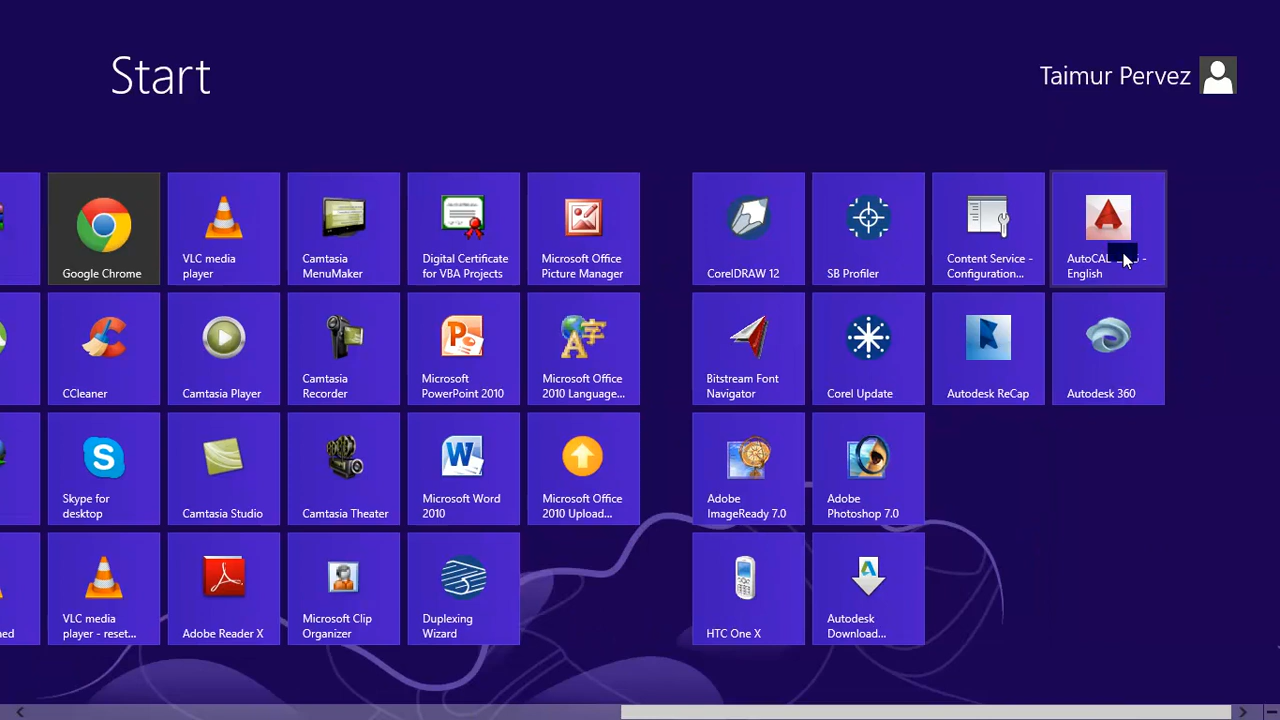 Start
Taimur Pervez
Google Chrome
VLC media
player
Camtasia
MenuMaker
Digital Certificate
for VBA Projects
Microsoft Office
Picture Manager
CorelDRAW 12
SB Profiler
Content Service -
Configuration...
AutoCAD -
English
CCleaner
Camtasia Player
Camtasia
Recorder
Microsoft
PowerPoint 2010
Microsoft Office
2010 Language...
Bitstream Font
Navigator
Corel Update
Autodesk ReCap
Autodesk 360
Skype for
desktop
Camtasia Studio
Camtasia Theater
Microsoft Word
2010
Microsoft Office
2010 Upload...
Adobe
ImageReady 7.0
Adobe
Photoshop 7.0
VLC media
player - reset...
Adobe Reader X
Microsoft Clip
Organizer
Duplexing
Wizard
HTC One X
Autodesk
Download...